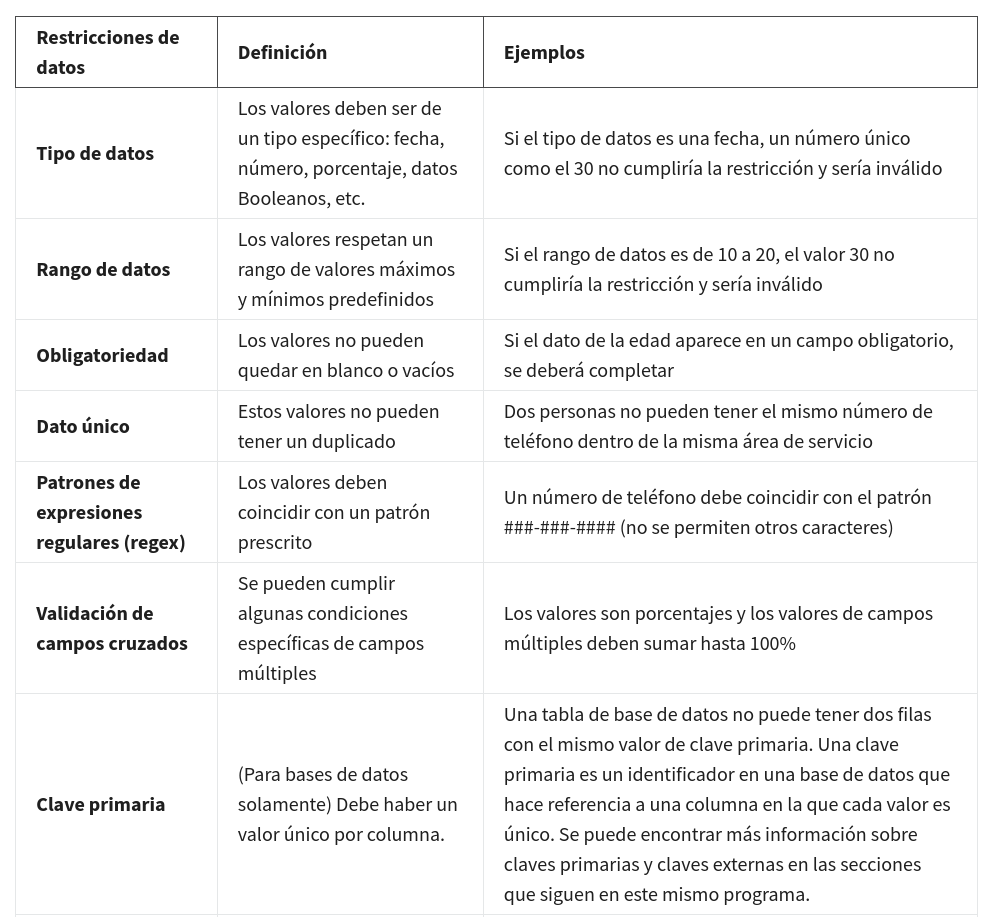 Restricciones de
datos
Definición
Ejemplos
Tipo de datos
Los valores deben ser de
un tipo específico: fecha,
número, porcentaje, datos
Booleanos, etc.
Si el tipo de datos es una fecha, un número único
como el 30 no cumpliría la restricción y sería inválido
Rango de datos
Los valores respetan un
rango de valores máximos
y mínimos predefinidos
Si el rango de datos es de 10 a 20, el valor 30 no
cumpliría la restricción y sería inválido
Obligatoriedad
Los valores no pueden
quedar en blanco o vacíos
Si el dato de la edad aparece en un campo obligatorio,
se deberá completar
Dato único
Estos valores no pueden
tener un duplicado
Dos personas no pueden tener el mismo número de
teléfono dentro de la misma área de servicio
Patrones de
expresiones
regulares (regex)
Los valores deben
coincidir con un patrón
prescrito
Un número de teléfono debe coincidir con el patrón
###-###-#### (no se permiten otros caracteres)
Validación de
campos cruzados
Se pueden cumplir
algunas condiciones
específicas de campos
múltiples
Los valores son porcentajes y los valores de campos
múltiples deben sumar hasta 100%
Clave primaria
(Para bases de datos
solamente) Debe haber un
valor único por columna.
Una tabla de base de datos no puede tener dos filas
con el mismo valor de clave primaria. Una clave
primaria es un identificador en una base de datos que
hace referencia a una columna en la que cada valor es
único. Se puede encontrar más información sobre
claves primarias y claves externas en las secciones
que siguen en este mismo programa.